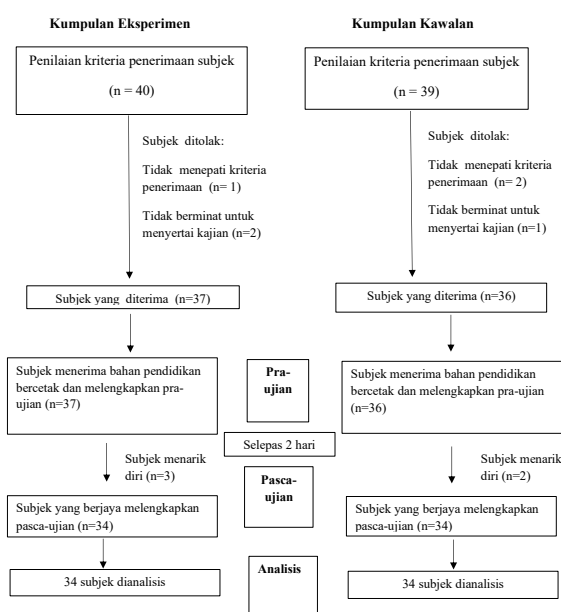 Kumpulan Eksperimen
Penilaian kriteria penerimaan subjek
(n = 40)
Subjek ditolak:
Tidak menepati kriteria
penerimaan (n= 1)
Tidak berminat untuk
menyertai kajian (n=2)
Subjek yang diterima (n=37)
Subjek menerima bahan pendidikan
bercetak dan melengkapkan pra-
ujian (n=37)
Subjek menarik
diri (n=3)
Subjek yang berjaya melengkapkan
pasca-ujian (n=34)
34 subjek dianalisis
Pra-
ujian
Selepas 2 hari
Pasca-
ujian
Analisis
Kumpulan Kawalan
Penilaian kriteria penerimaan subjek
(n = 39)
Subjek ditolak:
Tidak menepati kriteria
penerimaan (n= 2)
Tidak berminat untuk
menyertai kajian (n=1)
Subjek yang diterima (n=36)
Subjek menerima bahan pendidikan
bercetak dan melengkapkan pra-ujian
(n=36)
Subjek menarik
diri (n=2)
Subjek yang berjaya melengkapkan
pasca-ujian (n=34)
34 subjek dianalisis